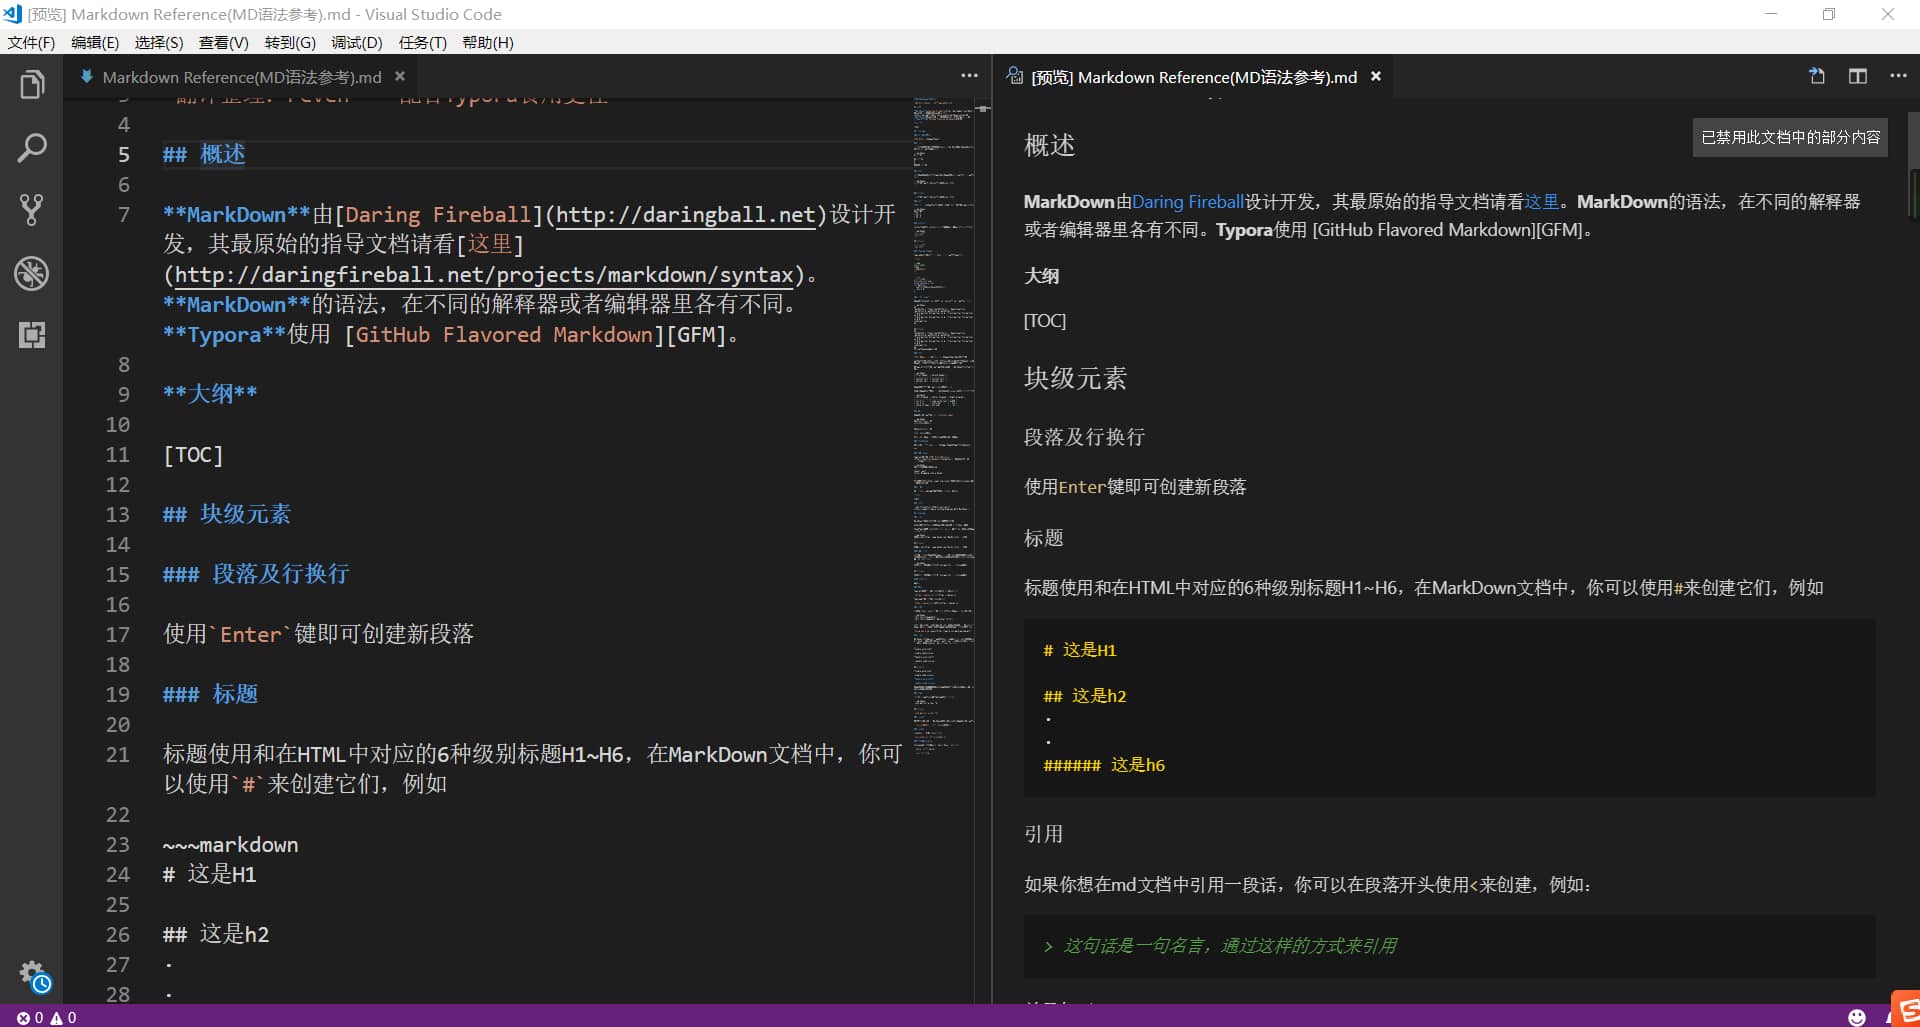 [预览] Markdown Reference(MD语法参考).md - Visual Studio Code
文件(F) 编辑(E) 选择(S) 查看(V) 转到(G) 调试(D) 任务(T) 帮助(H)
Markdown Reference(MD语法参考).md
4
5 ## 概述
6
7 **MarkDown**由[Daring Fireball](http://daringball.net)设计开
发，其最原始的指导文档请看[这里]
(http://daringfireball.net/projects/markdown/syntax)。
**MarkDown**的语法，在不同的解释器或者编辑器里各有不同。
**Typora**使用 [GitHub Flavored Markdown][GFM]。
8
9 **大纲**
10
11 [TOC]
12
13 ## 块级元素
14
15 ### 段落及行换行
16
17 使用`Enter`键即可创建新段落
18
19 ### 标题
20
21 标题使用和在HTML中对应的6种级别标题H1~H6，在MarkDown文档中，你可
以使用`#`来创建它们，例如
22
23 ~~~markdown
24 # 这是H1
25
26 ## 这是h2
27 .
28 .
[预览] Markdown Reference(MD语法参考).md
已禁用此文档中的部分内容
概述
MarkDown由Daring Fireball设计开发，其最原始的指导文档请看这里。MarkDown的语法，在不同的解释器
或者编辑器里各有不同。Typora使用 [GitHub Flavored Markdown][GFM]。
大纲
[TOC]
块级元素
段落及行换行
使用Enter键即可创建新段落
标题
标题使用和在HTML中对应的6种级别标题H1~H6，在MarkDown文档中，你可以使用#来创建它们，例如
# 这是H1
## 这是h2
.
.
###### 这是h6
引用
如果你想在md文档中引用一段话，你可以在段落开头使用<来创建，例如：
> 这句话是一句名言，通过这样的方式来引用
0 0